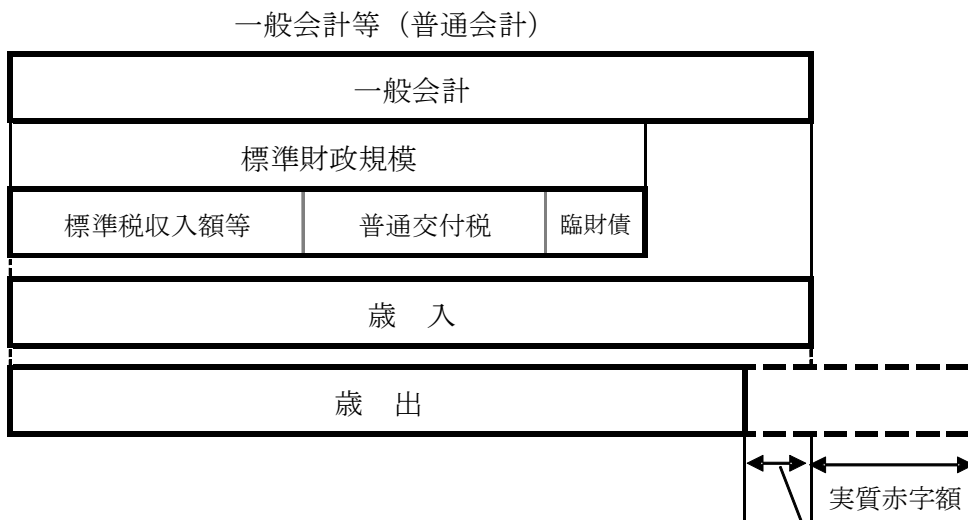 一般会計等（普通会計）
一般会計
標準財政規模
標準税収入額等
普通交付税
臨財債
歳　入
歳　出
実質赤字額